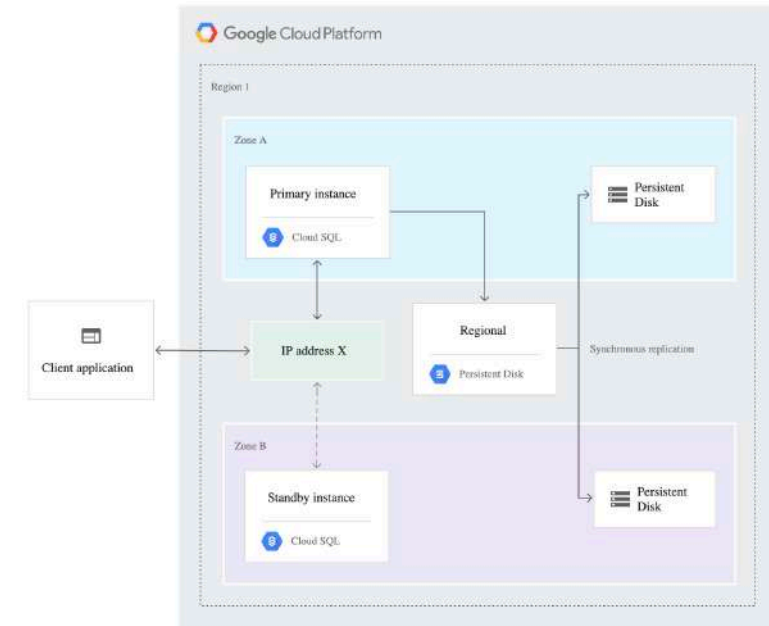 Google Cloud Platform
Region 1
Zone A
Primary instance
Cloud SQL
Persistent
Disk
Client application
IP address X
Regional
Persistent Disk
Synchronous replication
Zone B
Standby instance
Cloud SQL
Persistent
Disk